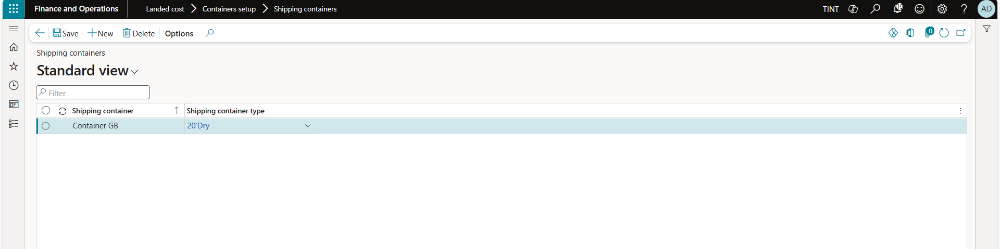 Finance and Operations
Landed cost
Containers setup
Shipping containers
TINT
19
?
AD
Save
New
Delete
Options
0
Shipping containers
Standard view
Filter
Shipping container
Shipping container type
Container GB
20'Dry